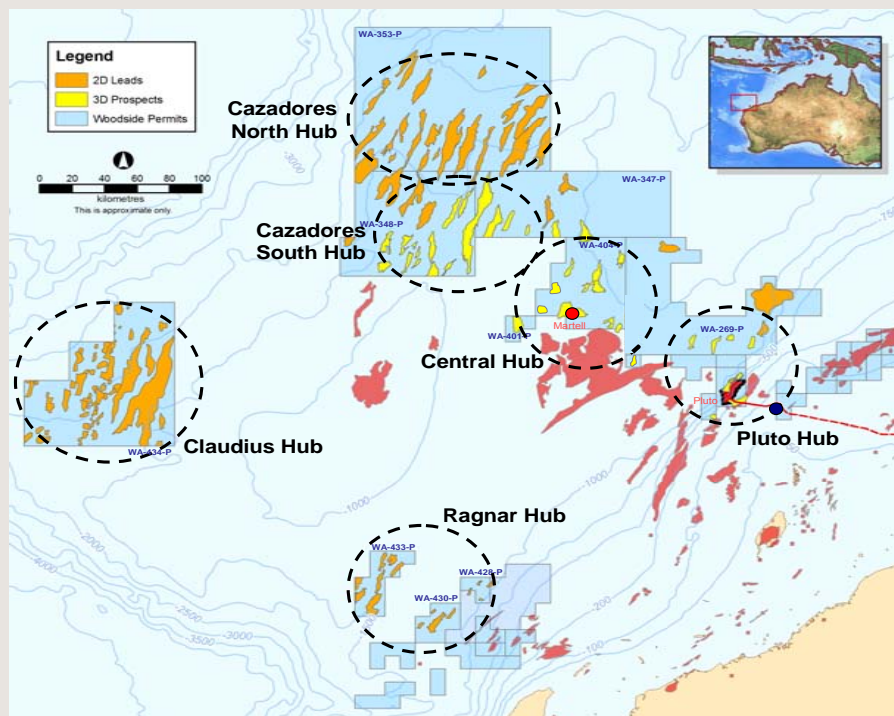 Legend
2D Leads
3D Prospects
Woodside Permits
0 20 40 60 80 100
kilometres
This is approximate only.
WA-353-P
Cazadores
North Hub
WA-347-P
-3000
Cazadores
South Hub
WA-348-P
WA-404-P
Martell
WA-401-P
Central Hub
WA-269-P
-500
Pluto
Pluto Hub
Claudius Hub
WA-434-P
-1000
-2000
-4000
-2500
-3500
-3000
Ragnar Hub
WA-433-P
WA-428-P
WA-430-P
-200
-100